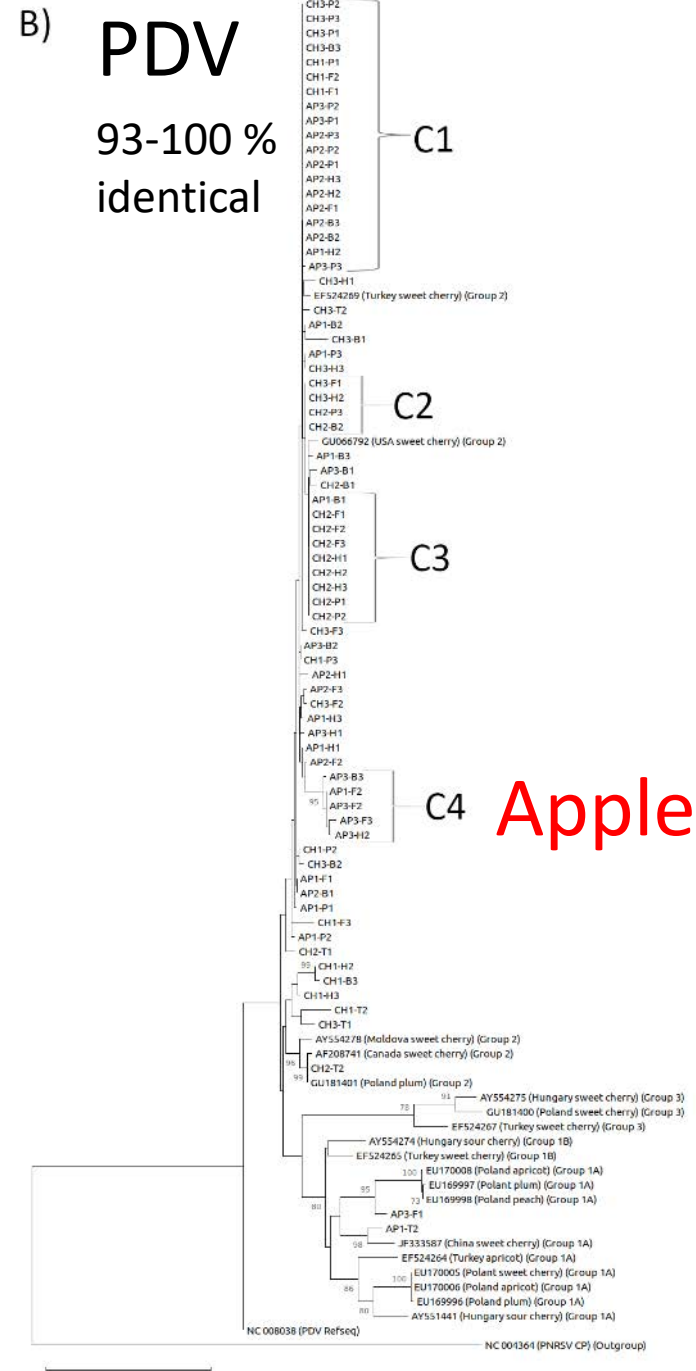 B)
PDV
93-100 %
identical
CH3-P2
CH3-P3
CH3-P1
CH3-B3
CH1-P1
CH1-F2
CH1-F1
AP3-P2
AP3-P1
AP2-P3
AP2-P2
AP2-P1
AP2-H3
AP2-H2
AP2-F1
AP2-B3
AP2-B2
AP1-H2
AP3-P3
C1
CH3-H1
EF524269 (Turkey sweet cherry) (Group 2)
CH3-T2
AP1-B2
CH3-B1
AP1-P3
CH3-H3
CH3-F1
CH3-H2
CH2-P3
CH2-B2
C2
GU066792 (USA sweet cherry) (Group 2)
AP1-B3
AP3-B1
CH2-B1
AP1-B1
CH2-F1
CH2-F2
CH2-F3
CH2-H1
CH2-H2
CH2-H3
CH2-P1
CH2-P2
C3
CH3-F3
AP3-B2
CH1-P3
AP2-H1
AP2-F3
CH3-F2
AP1-H3
AP3-H1
AP1-H1
AP2-F2
AP3-B3
95 AP1-F2
AP3-F2
AP3-F3
AP3-H2
C4 Apple
CH1-P2
CH3-B2
AP1-F1
AP2-B1
AP1-P1
CH1-F3
AP1-P2
CH2-T1
99 CH1-H2
CH1-B3
CH1-H3
CH1-T2
CH3-T1
AY554278 (Moldova sweet cherry) (Group 2)
AF208741 (Canada sweet cherry) (Group 2)
96
CH2-T2
99
GU181401 (Poland plum) (Group 2)
91 AY554275 (Hungary sweet cherry) (Group 3)
78 GU181400 (Poland sweet cherry) (Group 3)
EF524267 (Turkey sweet cherry) (Group 3)
AY554274 (Hungary sour cherry) (Group 1B)
EF524265 (Turkey sweet cherry) (Group 1B)
100 EU170008 (Poland apricot) (Group 1A)
95 EU169997 (Polant plum) (Group 1A)
80 73 EU169998 (Poland peach) (Group 1A)
AP3-F1
AP1-T2
98 JF333587 (China sweet cherry) (Group 1A)
EF524264 (Turkey apricot) (Group 1A)
EU170005 (Polant sweet cherry) (Group 1A)
86 100 EU170006 (Poland apricot) (Group 1A)
EU169996 (Poland plum) (Group 1A)
80 AY551441 (Hungary sour cherry) (Group 1A)
NC 008038 (PDV Refseq)
NC 004364 (PNRSV CP) (Outgroup)